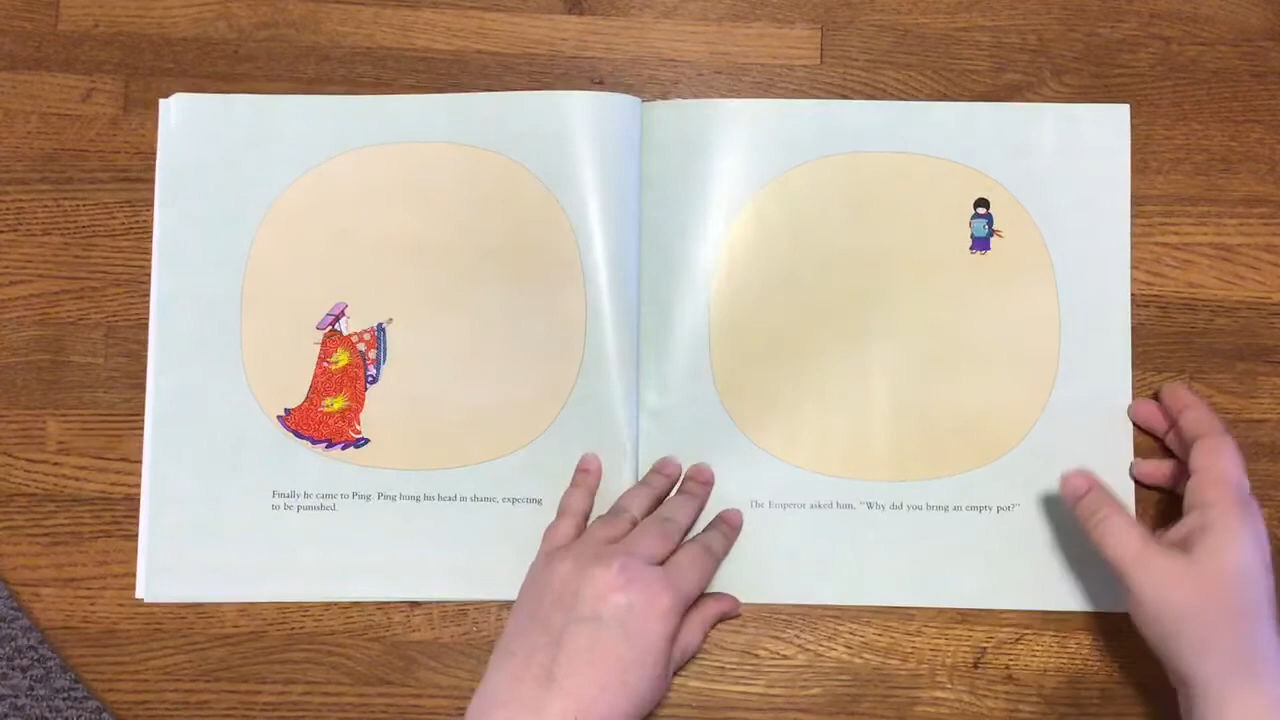 Finally he came to Ping. Ping hung his head in shame, expecting
to be punished.
The Emperor asked him, "Why did you bring an empty pot?"